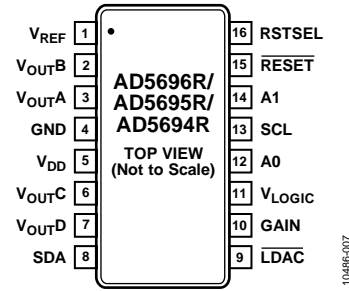 VREF 1
VOUTB 2
VOUTA 3
GND 4
VDD 5
VOUTC 6
VOUTD 7
SDA 8
AD5696R/
AD5695R/
AD5694R
TOP VIEW
(Not to Scale)
16 RSTSEL
15 RESET
14 A1
13 SCL
12 A0
11 VLOGIC
10 GAIN
9 LDAC
10486-007